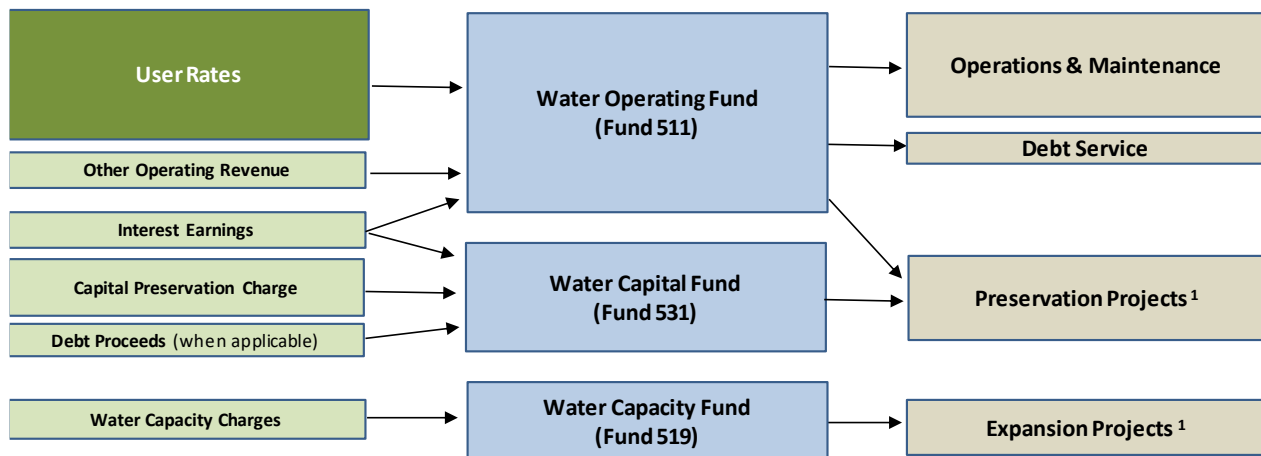 User Rates
Other Operating Revenue
Interest Earnings
Capital Preservation Charge
Debt Proceeds (when applicable)
Water Capacity Charges
Water Operating Fund
(Fund 511)
Water Capital Fund
(Fund 531)
Water Capacity Fund
(Fund 519)
Operations & Maintenance
Debt Service
Preservation Projects ¹
Expansion Projects ¹